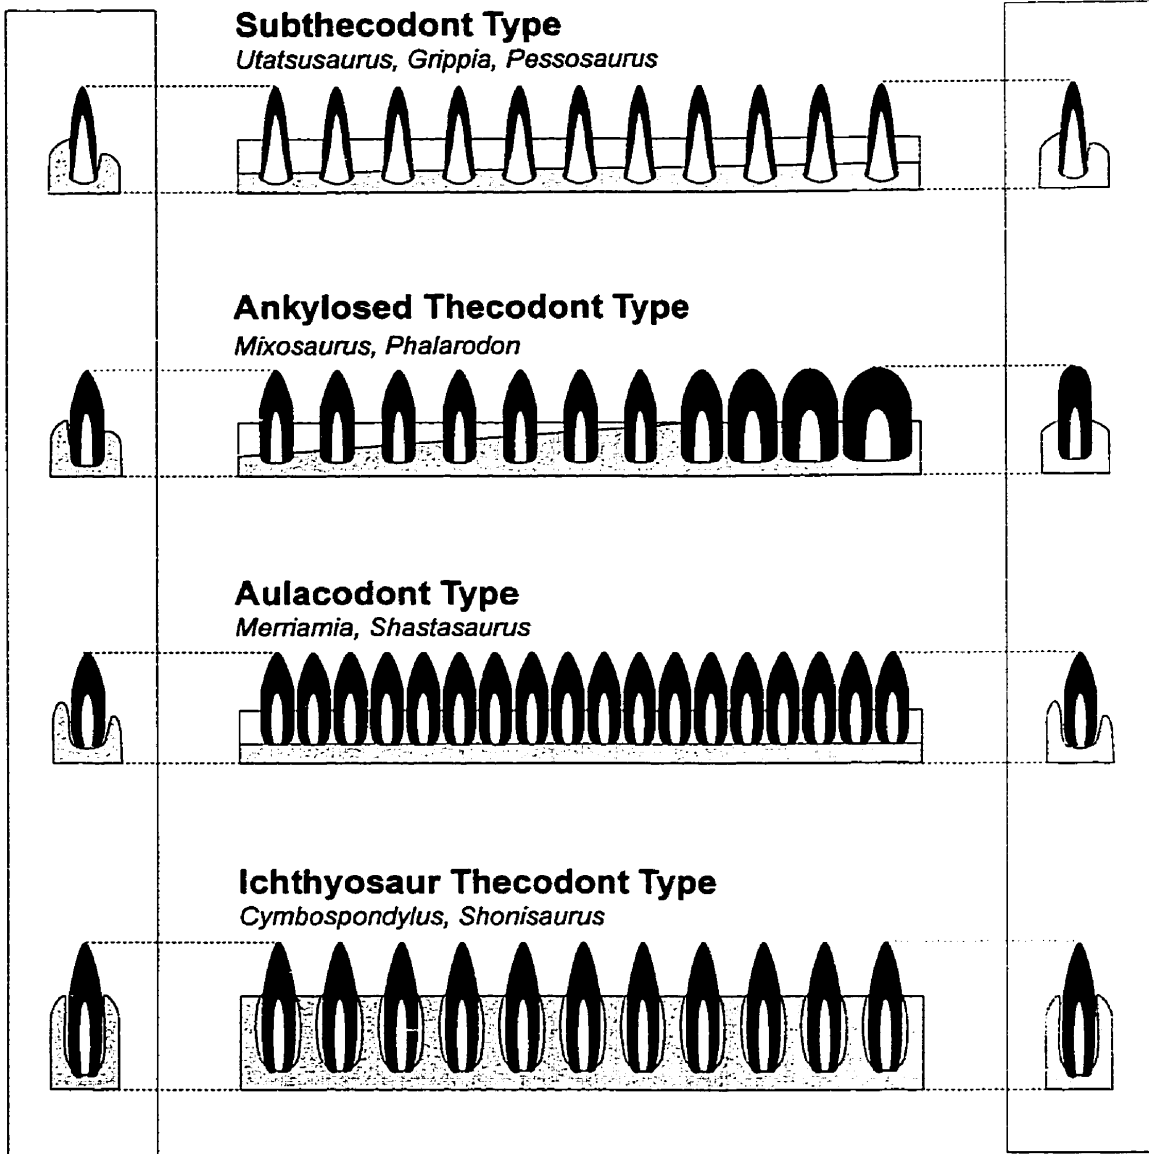 Subthecodont Type
Utatsusaurus, Grippia, Pessosaurus
Ankylosed Thecodont Type
Mixosaurus, Phalarodon
Aulacodont Type
Merriamia, Shastasaurus
Ichthyosaur Thecodont Type
Cymbospondylus, Shonisaurus